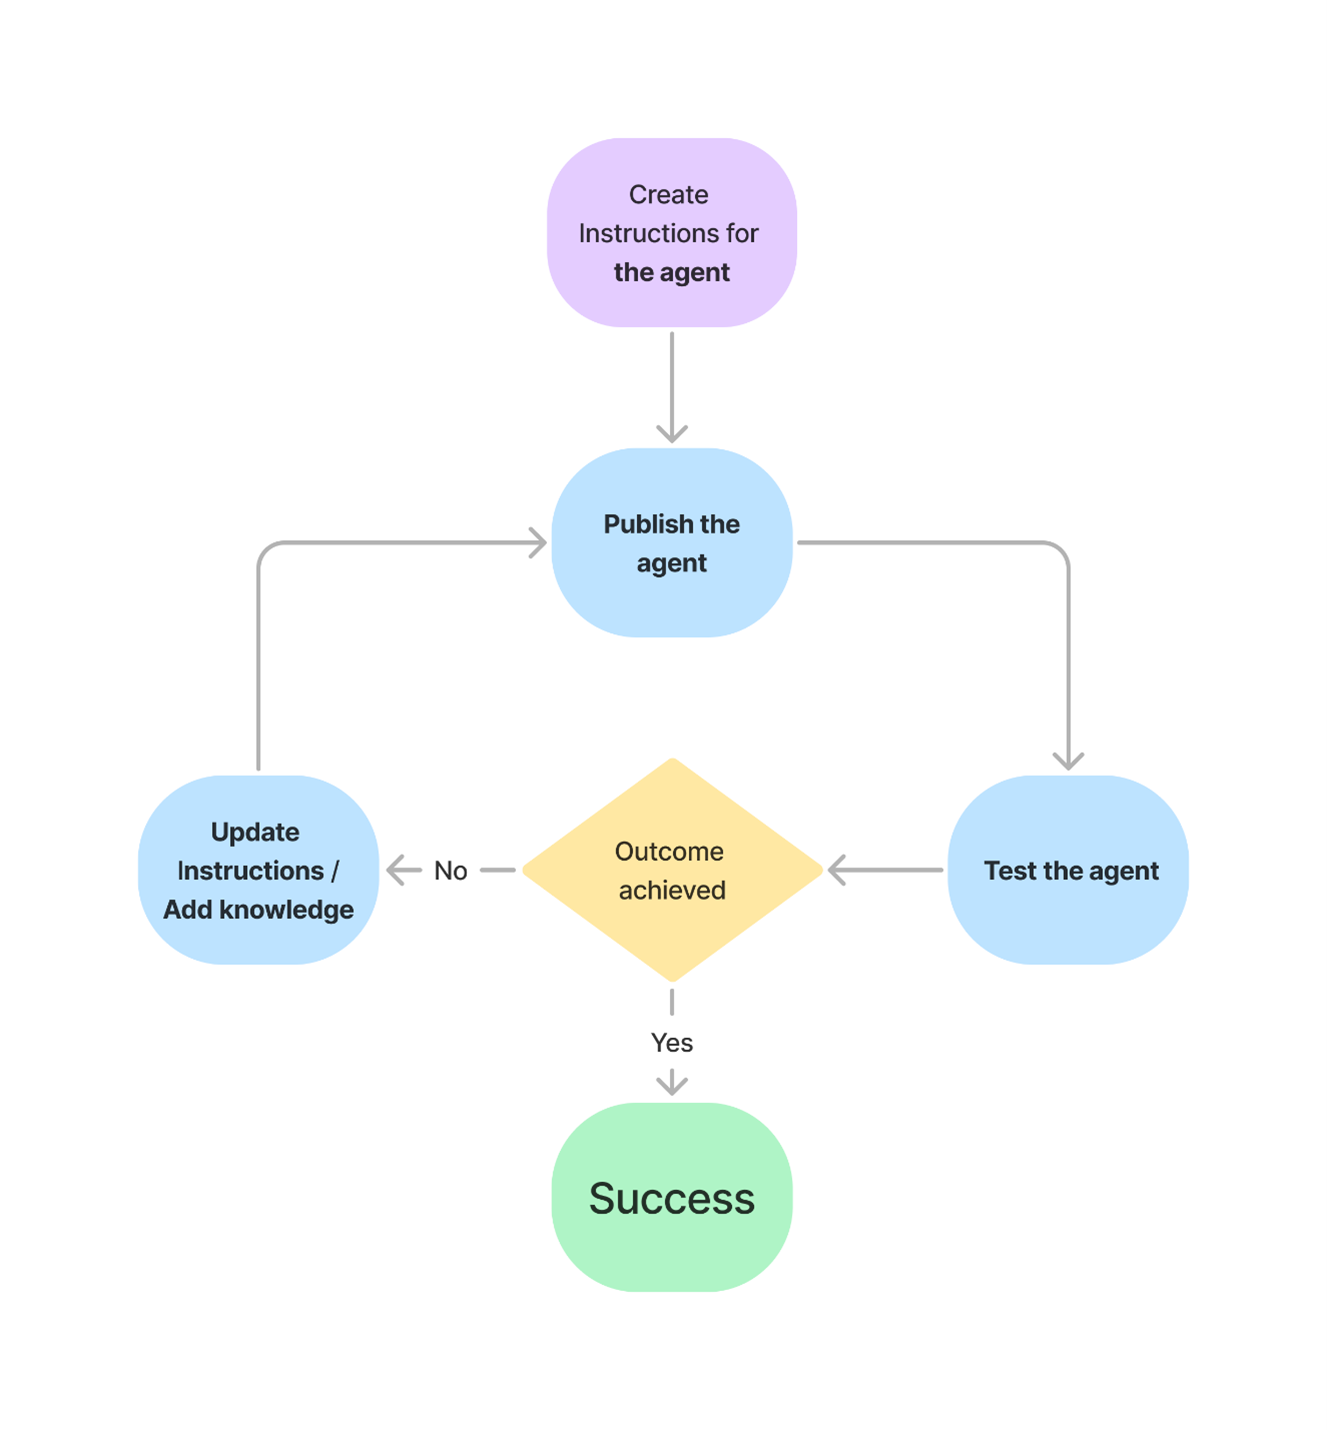 Create
Instructions for
the agent
Publish the
agent
Update
Instructions /
Add knowledge
No
Outcome
achieved
Test the agent
Yes
Success